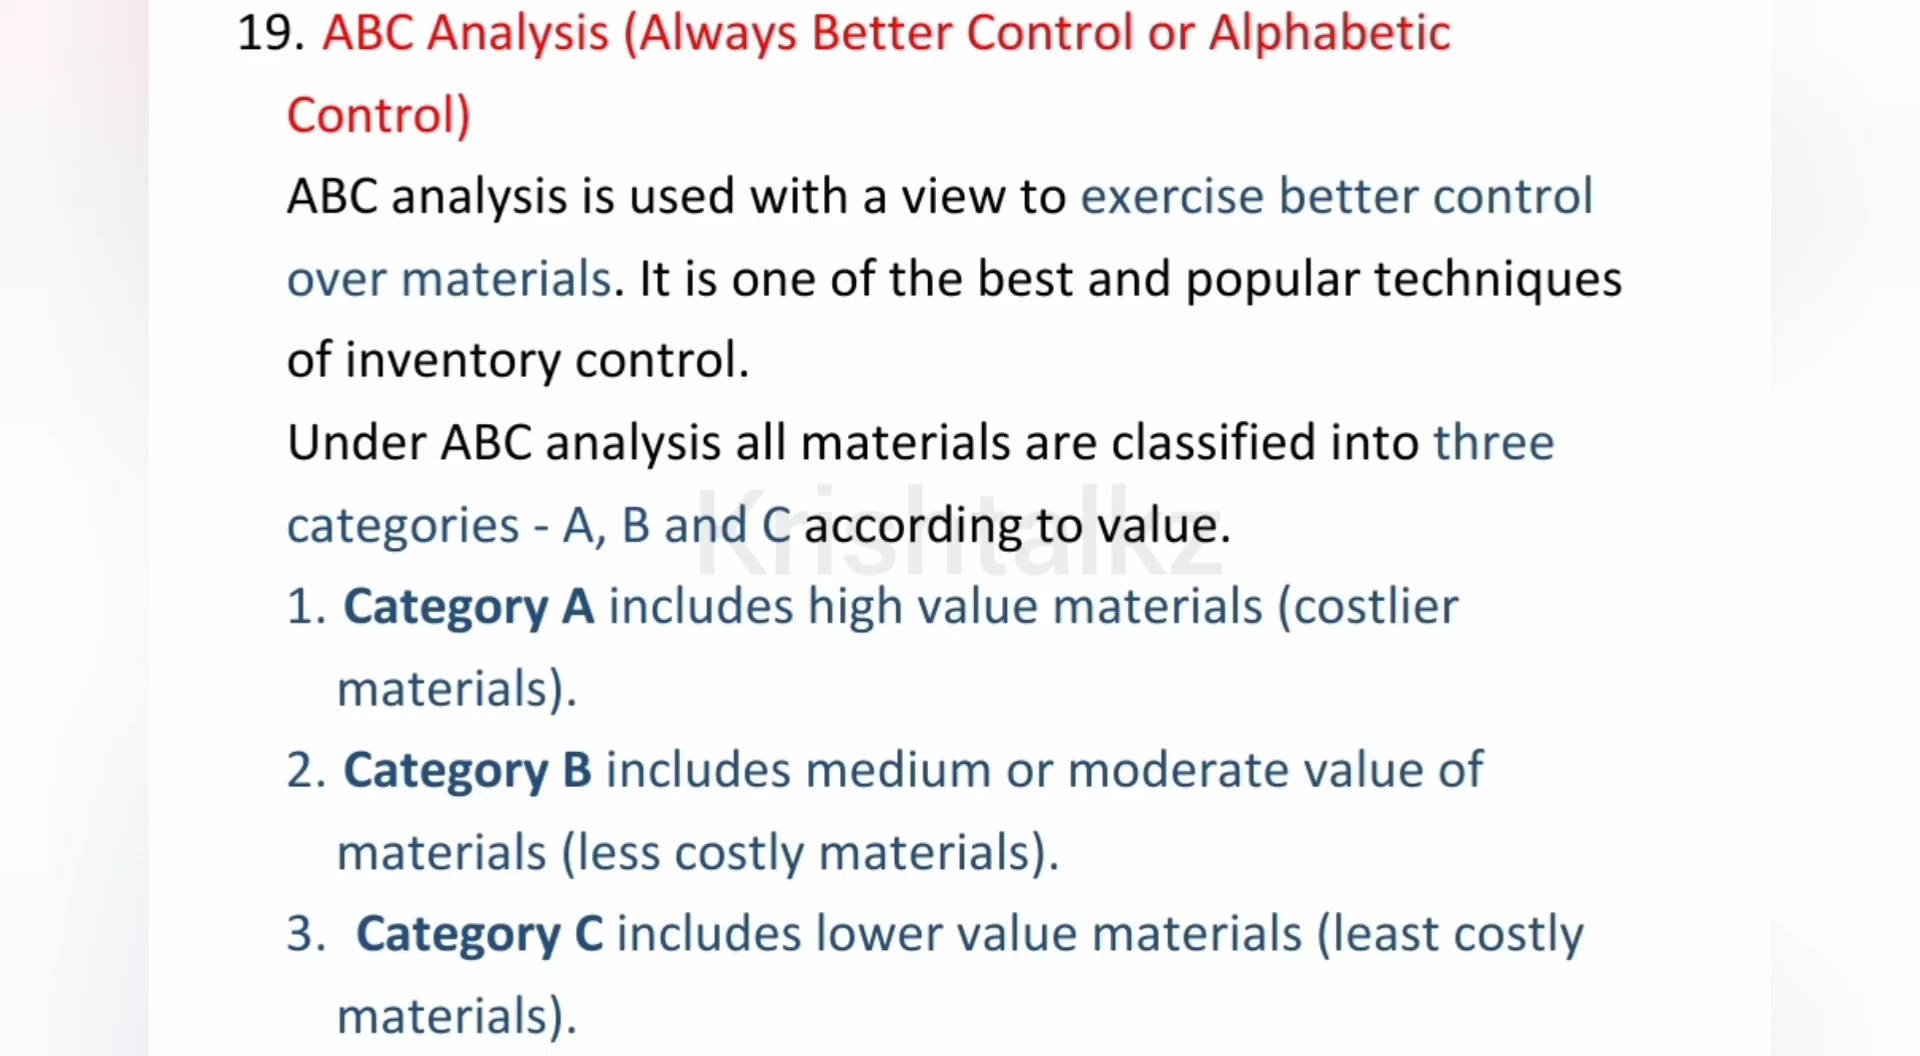 19. ABC Analysis (Always Better Control or Alphabetic
Control)
ABC analysis is used with a view to exercise better control
over materials. It is one of the best and popular techniques
of inventory control.
Under ABC analysis all materials are classified into three
categories - A, B and C according to value.
Krishtalkz
1. Category A includes high value materials (costlier
materials).
2. Category B includes medium or moderate value of
materials (less costly materials).
3. Category C includes lower value materials (least costly
materials).